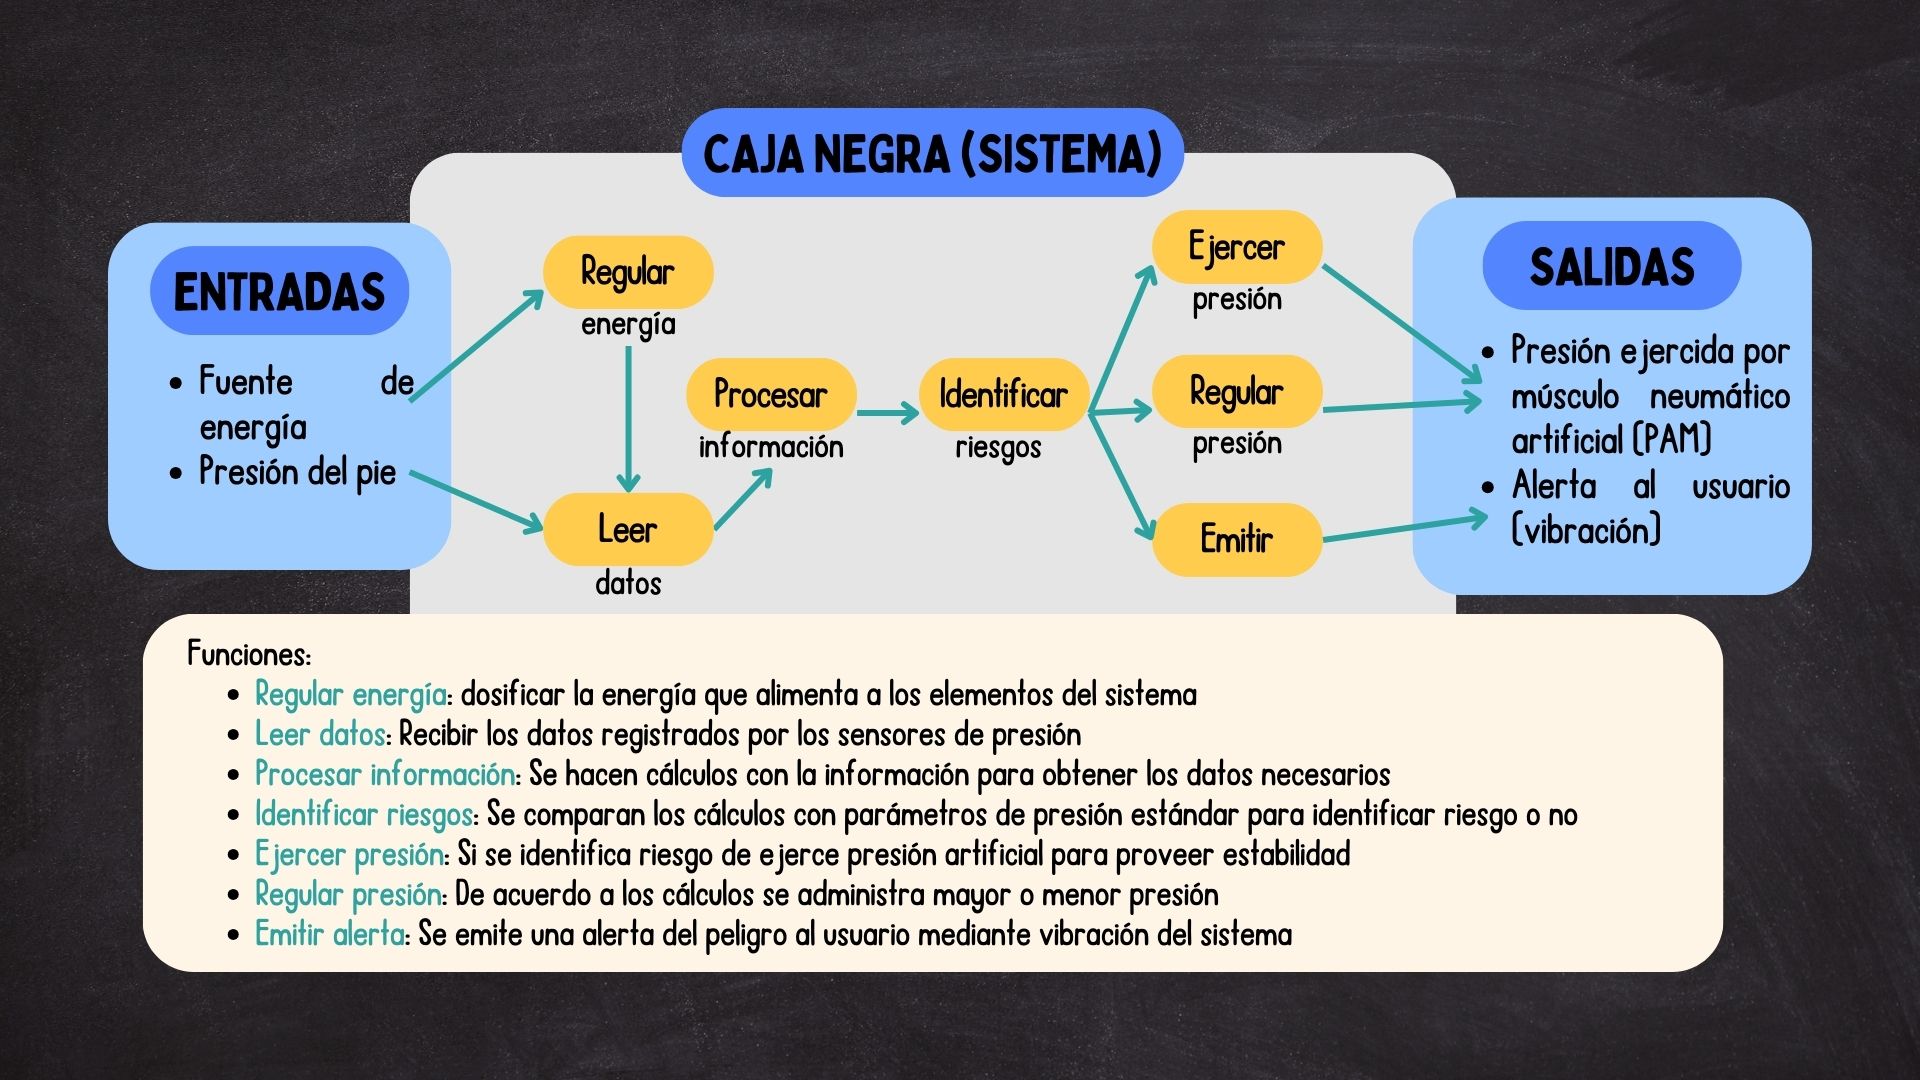 CAJA NEGRA (SISTEMA)
ENTRADAS
Fuente de
energía
Presión del pie
Regular
energía
Leer
datos
Procesar
información
Identificar
riesgos
Ejercer
presión
Regular
presión
Emitir
SALIDAS
Presión ejercida por
músculo neumático
artificial (PAM)
Alerta al usuario
(vibración)
Funciones:
Regular energía: dosificar la energía que alimenta a los elementos del sistema
Leer datos: Recibir los datos registrados por los sensores de presión
Procesar información: Se hacen cálculos con la información para obtener los datos necesarios
Identificar riesgos: Se comparan los cálculos con parámetros de presión estándar para identificar riesgo o no
Ejercer presión: Si se identifica riesgo de ejerce presión artificial para proveer estabilidad
Regular presión: De acuerdo a los cálculos se administra mayor o menor presión
Emitir alerta: Se emite una alerta del peligro al usuario mediante vibración del sistema